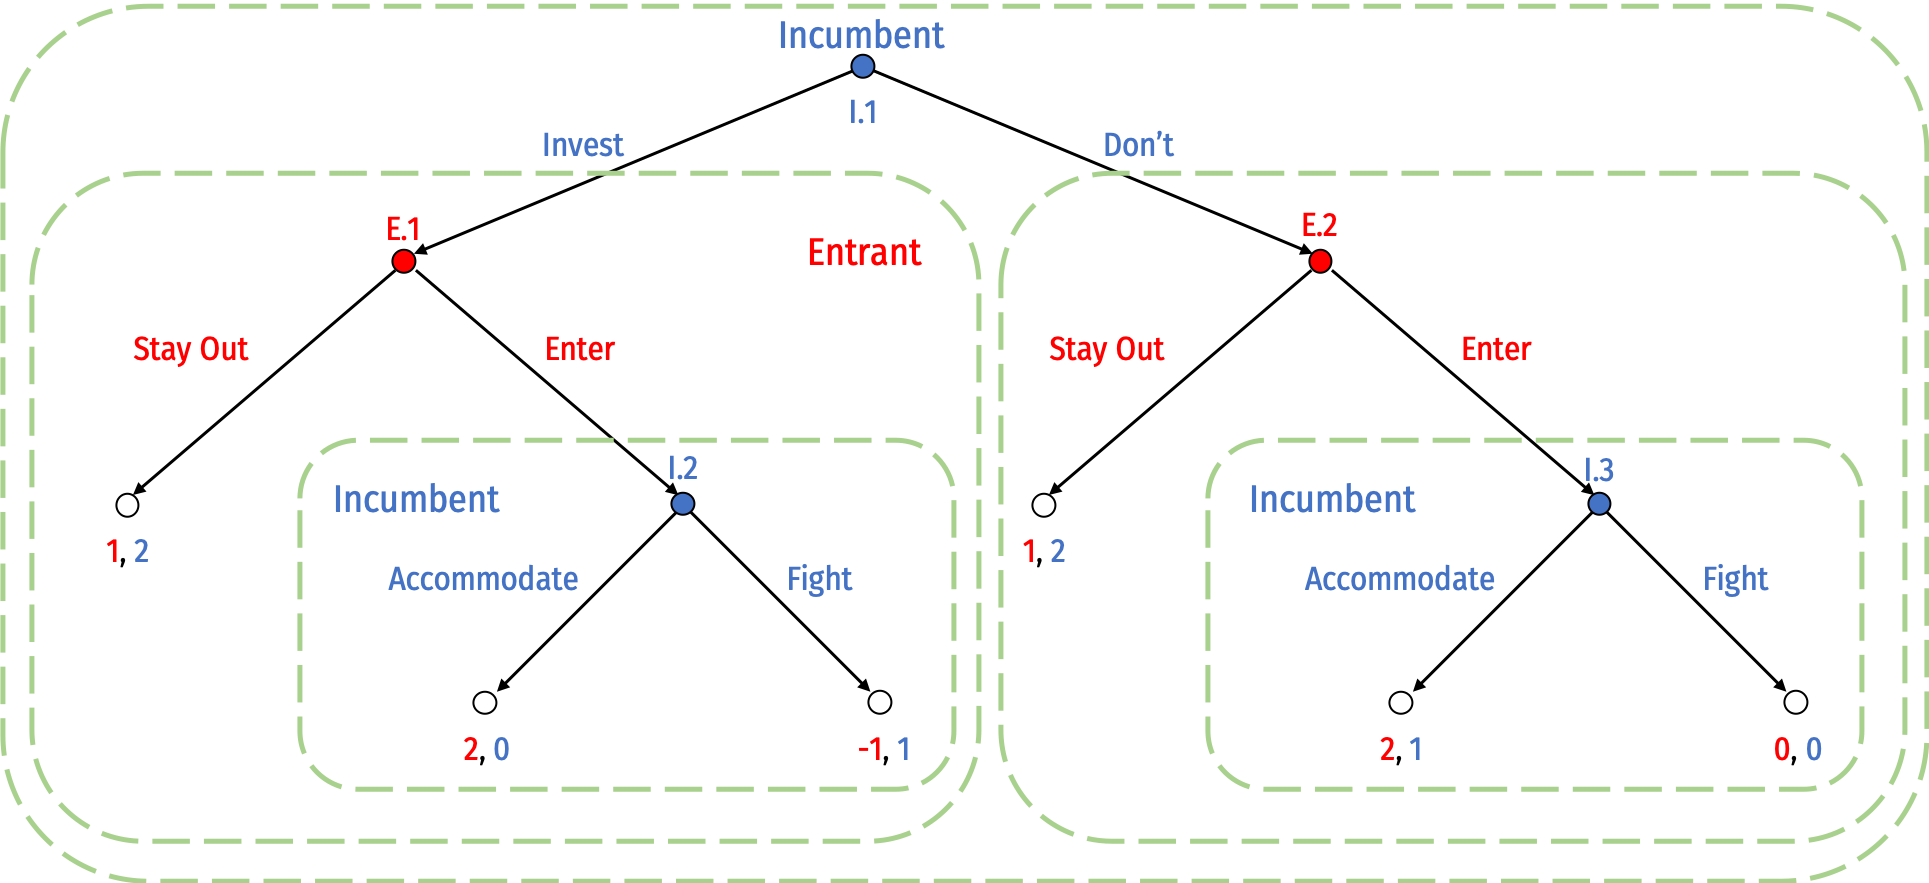 Incumbent
I.1
Invest
Don't
E.1
Entrant
E.2
Stay Out
Enter
Stay Out
Enter
I.2
I.3
Incumbent
Incumbent
1, 2
1, 2
Accommodate
Fight
Accommodate
Fight
2, 0
-1, 1
2, 1
0, 0